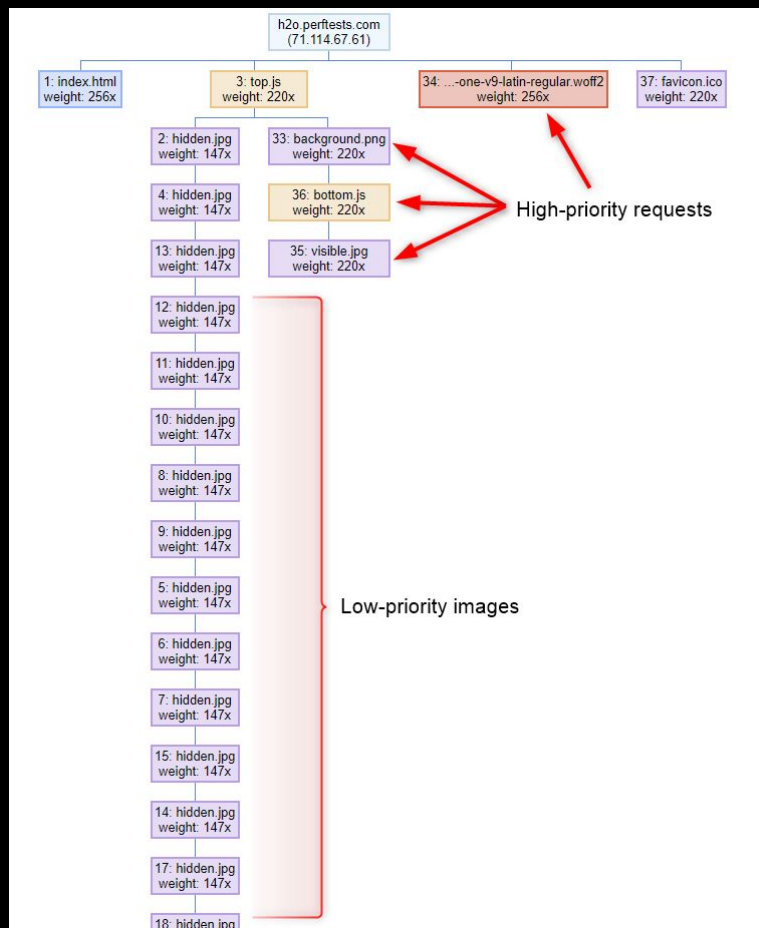 h2o.perftests.com
(71.114.67.61)
1: index.html
weight: 256x
3: top.js
weight: 220x
34: ...-one-v9-latin-regular.woff2
weight: 256x
37: favicon.ico
weight: 220x
2: hidden.jpg
weight: 147x
33: background.png
weight: 220x
4: hidden.jpg
weight: 147x
36: bottom.js
weight: 220x
High-priority requests
13: hidden.jpg
weight: 147x
35: visible.jpg
weight: 220x
12: hidden.jpg
weight: 147x
11: hidden.jpg
weight: 147x
10: hidden.jpg
weight: 147x
8: hidden.jpg
weight: 147x
9: hidden.jpg
weight: 147x
5: hidden.jpg
weight: 147x
Low-priority images
6: hidden.jpg
weight: 147x
7: hidden.jpg
weight: 147x
15: hidden.jpg
weight: 147x
14: hidden.jpg
weight: 147x
17: hidden.jpg
weight: 147x
18: hidden.jpg